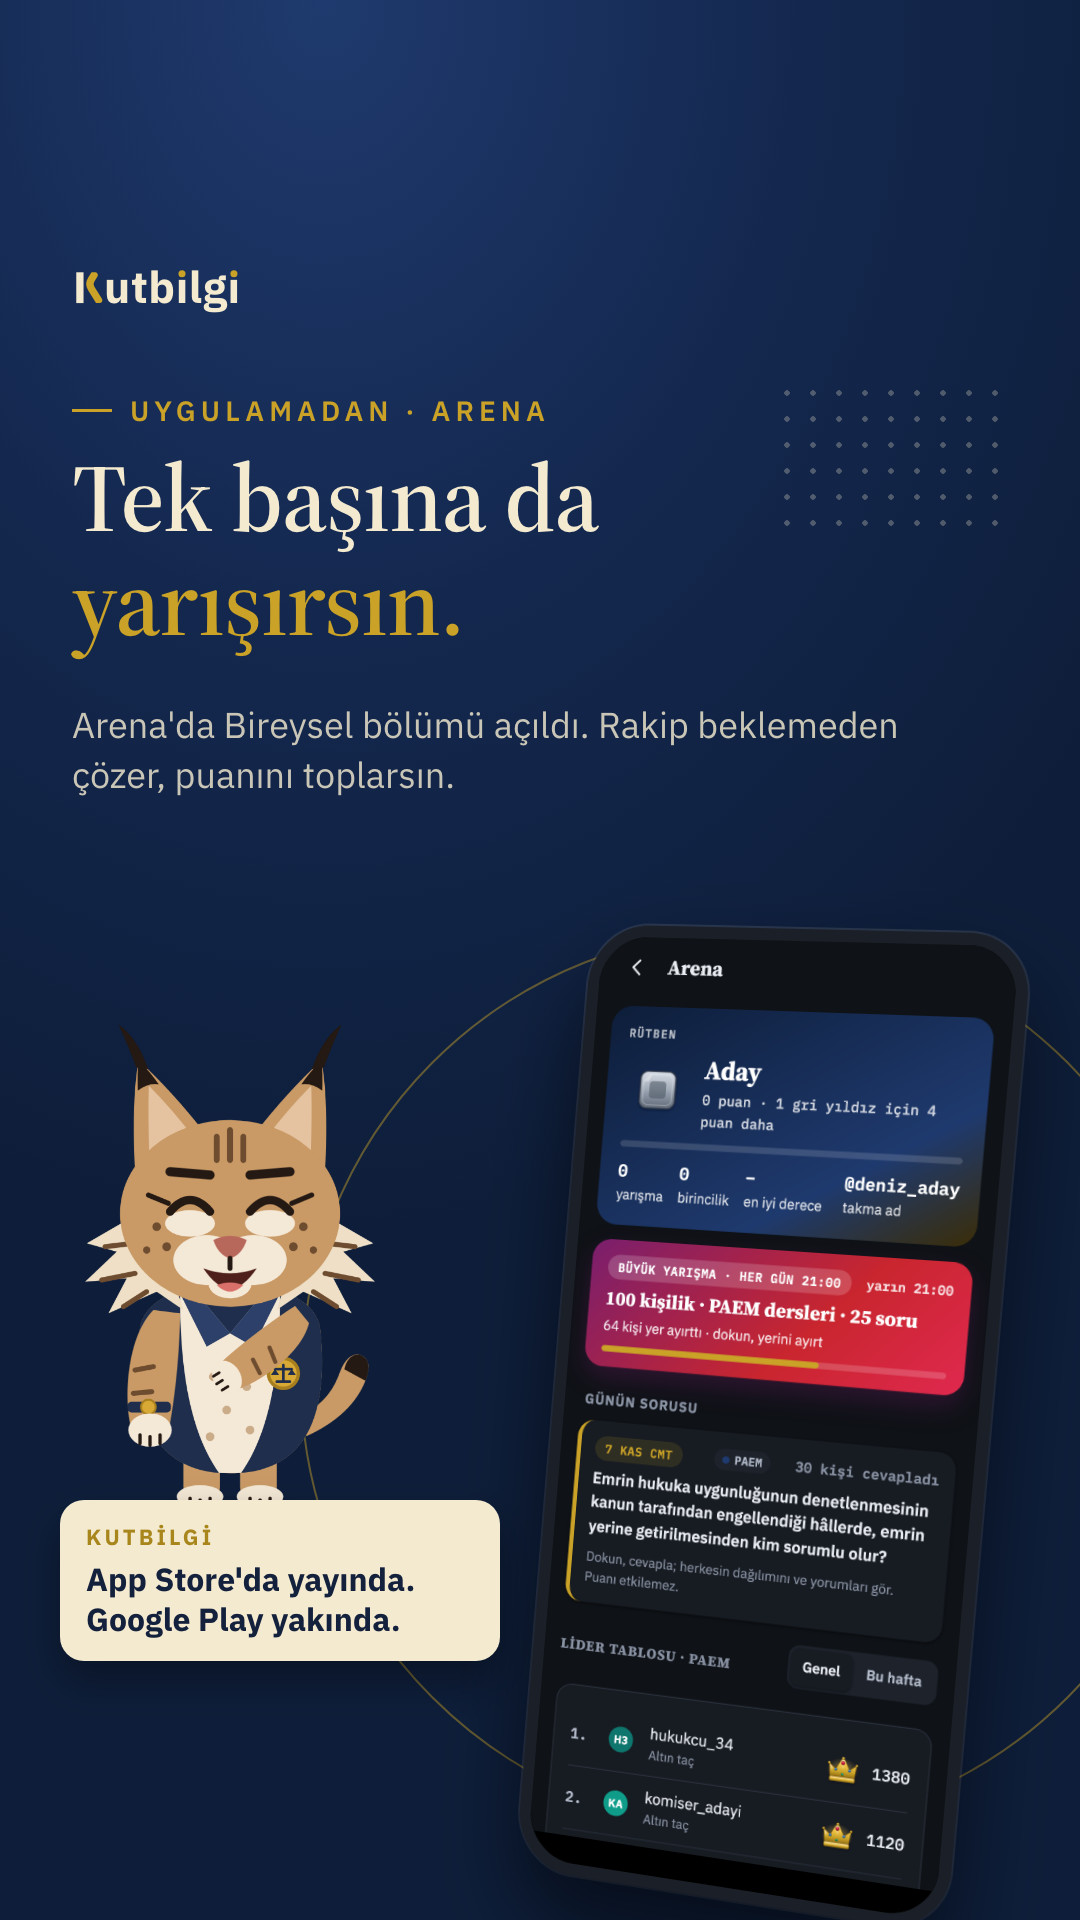 Kutbilgi
UYGULAMADAN · ARENA
Tek başına da
yarışırsın.
Arena'da Bireysel bölümü açıldı. Rakip beklemeden
çözer, puanını toplarsın.
Arena
RÜTBEN
Aday
0 puan · 1 gri yıldız için 4
puan daha
0 0 – @deniz_aday
yarışma birincilik en iyi derece takma ad
BÜYÜK YARIŞMA · HER GÜN 21:00 yarın 21:00
100 kişilik · PAEM dersleri · 25 soru
64 kişi yer ayırttı · dokun, yerini ayırt
GÜNÜN SORUSU
7 KAS CMT PAEM 30 kişi cevapladı
Emrin hukuka uygunluğunun denetlenmesinin
kanun tarafından engellendiği hâllerde, emrin
yerine getirilmesinden kim sorumlu olur?
Dokun, cevapla; herkesin dağılımını ve yorumları gör.
Puanı etkilemez.
LİDER TABLOSU · PAEM Genel Bu hafta
1. H3 hukukcu_34 1380
Altın taç
2. KA komiser_adayi 1120
Altın taç
KUTBİLGİ
App Store'da yayında.
Google Play yakında.